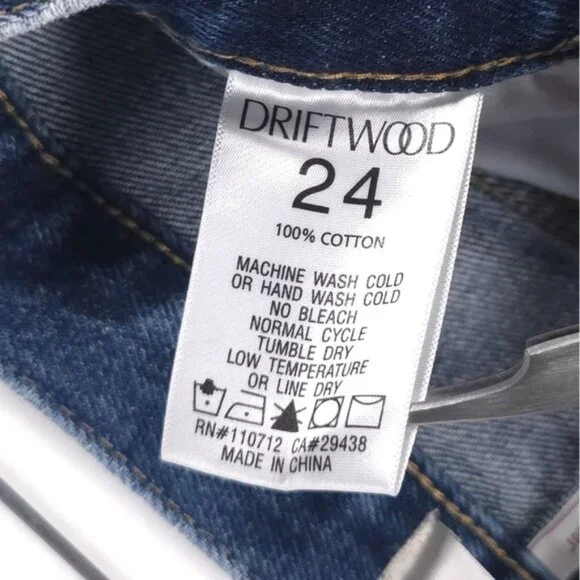 DRIFTWOOD
24
100% COTTON
MACHINE WASH COLD
OR HAND WASH COLD
NO BLEACH
NORMAL CYCLE
TUMBLE DRY
LOW TEMPERATURE
OR LINE DRY
RN#110712 CA#29438
MADE IN CHINA